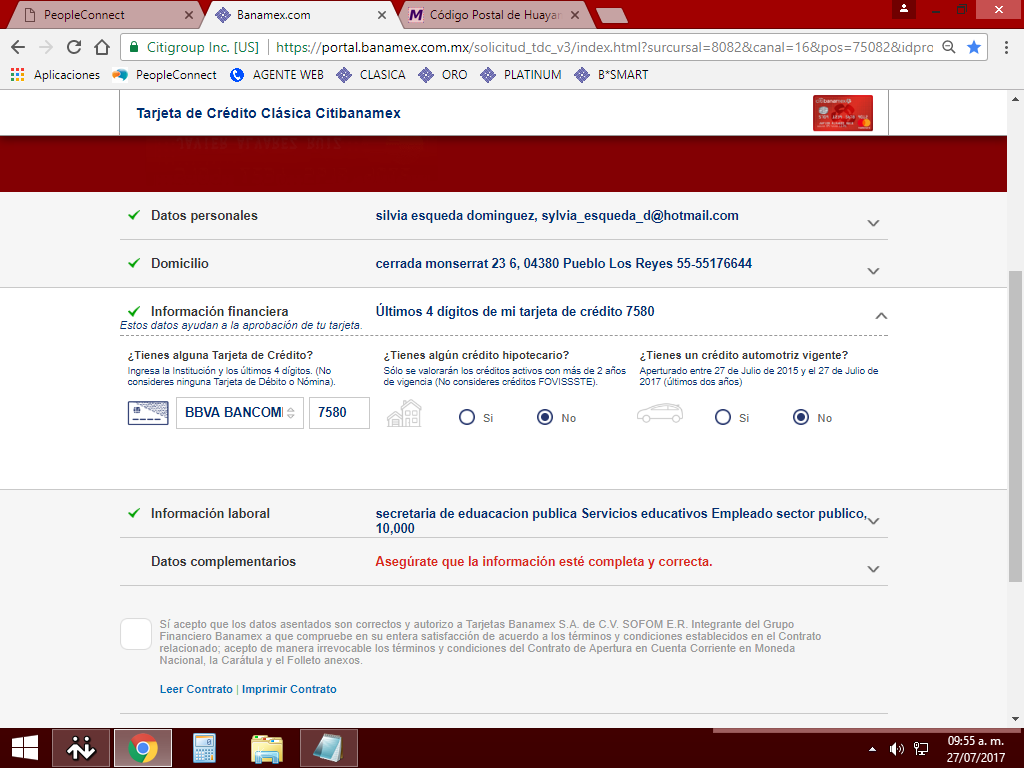 PeopleConnect
Banamex.com
Código Postal de Huayar
Citigroup Inc. [US]
https://portal.banamex.com.mx/solicitud_tdc_v3/index.html?surcursal=8082&canal=16&pos=75082&idpro
Aplicaciones
PeopleConnect
AGENTE WEB
CLASICA
ORO
PLATINUM
B*SMART
Tarjeta de Crédito Clásica Citibanamex
Datos personales
silvia esqueda dominguez, sylvia_esqueda_d@hotmail.com
Domicilio
cerrada monserrat 23 6, 04380 Pueblo Los Reyes 55-55176644
Información financiera
Últimos 4 dígitos de mi tarjeta de crédito 7580
Estos datos ayudan a la aprobación de tu tarjeta.
¿Tienes alguna Tarjeta de Crédito?
Ingresa la Institución y los últimos 4 dígitos. (No
consideres ninguna Tarjeta de Débito o Nómina).
BBVA BANCOM
7580
¿Tienes algún crédito hipotecario?
Sólo se valorarán los créditos activos con más de 2 años
de vigencia (No consideres créditos FOVISSSTE).
Si
No
¿Tienes un crédito automotriz vigente?
Aperturado entre 27 de Julio de 2015 y el 27 de Julio de
2017 (últimos dos años)
Si
No
Información laboral
secretaria de eduacacion publica Servicios educativos Empleado sector publico,
10,000
Datos complementarios
Asegúrate que la información esté completa y correcta.
Sí acepto que los datos asentados son correctos y autorizo a Tarjetas Banamex S.A. de C.V. SOFOM E.R. Integrante del Grupo
Financiero Banamex a que compruebe en su entera satisfacción de acuerdo a los términos y condiciones establecidos en el Contrato
relacionado; acepto de manera irrevocable los términos y condiciones del Contrato de Apertura en Cuenta Corriente en Moneda
Nacional, la Carátula y el Folleto anexos.
Leer Contrato | Imprimir Contrato
09:55 a. m.
27/07/2017